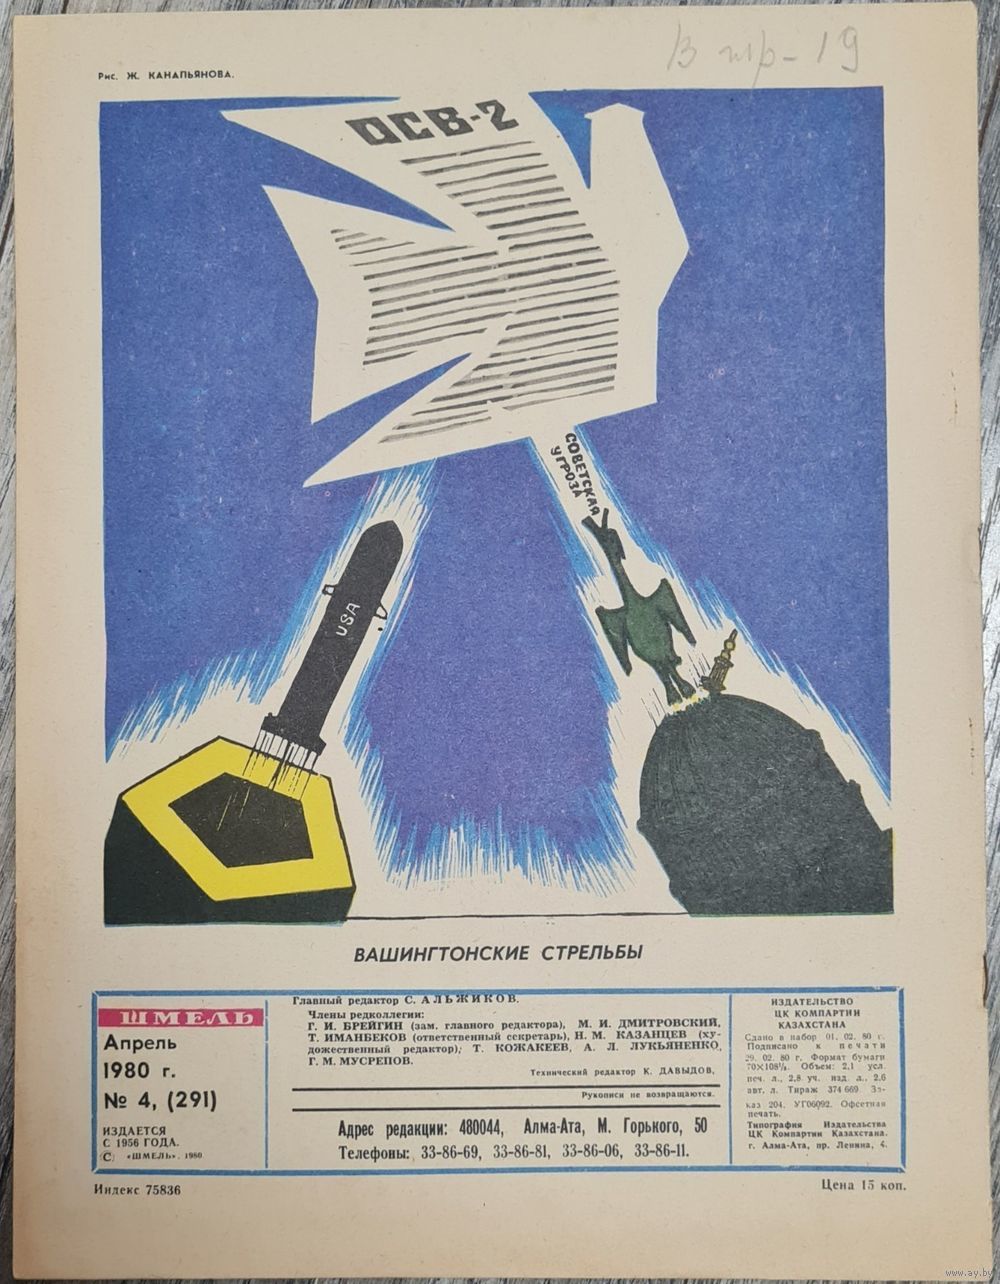 В пр-19
Рис. Ж. КАНАПЬЯНОВА.
ОСВ-2
СОВЕТСКАЯ
УГРОЗА
USA
ВАШИНГТОНСКИЕ СТРЕЛЬБЫ
ШМЕЛЬ
Апрель
1980 г.
№ 4, (291)
ИЗДАЕТСЯ
С 1956 ГОДА.
© «ШМЕЛЬ». 1980.
Главный редактор С. АЛЬЖИКОВ.
Члены редколлегии:
Г. И. БРЕЙГИН (зам. главного редактора), М. И. ДМИТРОВСКИЙ,
Т. ИМАНБЕКОВ (ответственный секретарь), Н. М. КАЗАНЦЕВ (ху-
дожественный редактор); Т. КОЖАКЕЕВ, А. Л. ЛУКЬЯНЕНКО,
Г. М. МУСРЕПОВ.
Технический редактор К. ДАВЫДОВ.
Рукописи не возвращаются.
Адрес редакции: 480044, Алма-Ата, М. Горького, 50
Телефоны: 33-86-69, 33-86-81, 33-86-06, 33-86-11.
ИЗДАТЕЛЬСТВО
ЦК КОМПАРТИИ
КАЗАХСТАНА
Сдано в набор 01. 02. 80 г.
Подписано к печати
29. 02. 80 г. Формат бумаги
70×108⅛. Объем: 2,1 усл.
печ. л., 2,8 уч. изд. л., 2,6
авт. л. Тираж 374 669. За-
каз 204. УГ06092. Офсетная
печать.
Типография Издательства
ЦК Компартии Казахстана.
г. Алма-Ата, пр. Ленина, 4.
Индекс 75836
Цена 15 коп.
www.ay.by